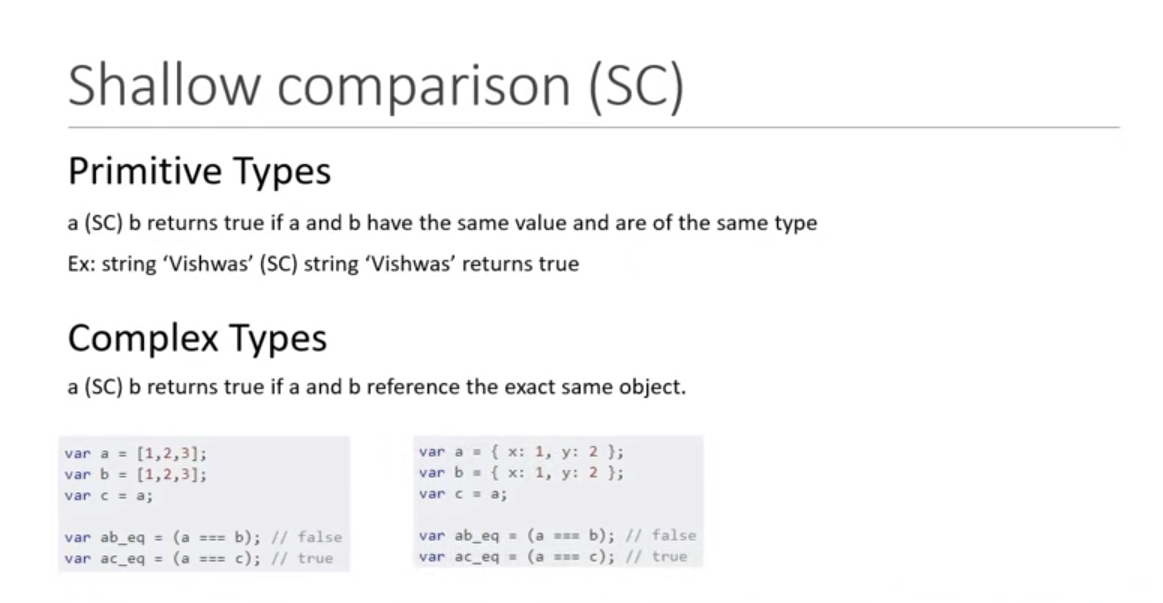 Shallow comparison (SC)
Primitive Types
a (SC) b returns true if a and b have the same value and are of the same type
Ex: string ‘Vishwas’ (SC) string ‘Vishwas’ returns true
Complex Types
a (SC) b returns true if a and b reference the exact same object.
var a = [1,2,3];
var b = [1,2,3];
var c = a;
var ab_eq = (a === b); // false
var ac_eq = (a === c); // true
var a = { x: 1, y: 2 };
var b = { x: 1, y: 2 };
var c = a;
var ab_eq = (a === b); // false
var ac_eq = (a === c); // true